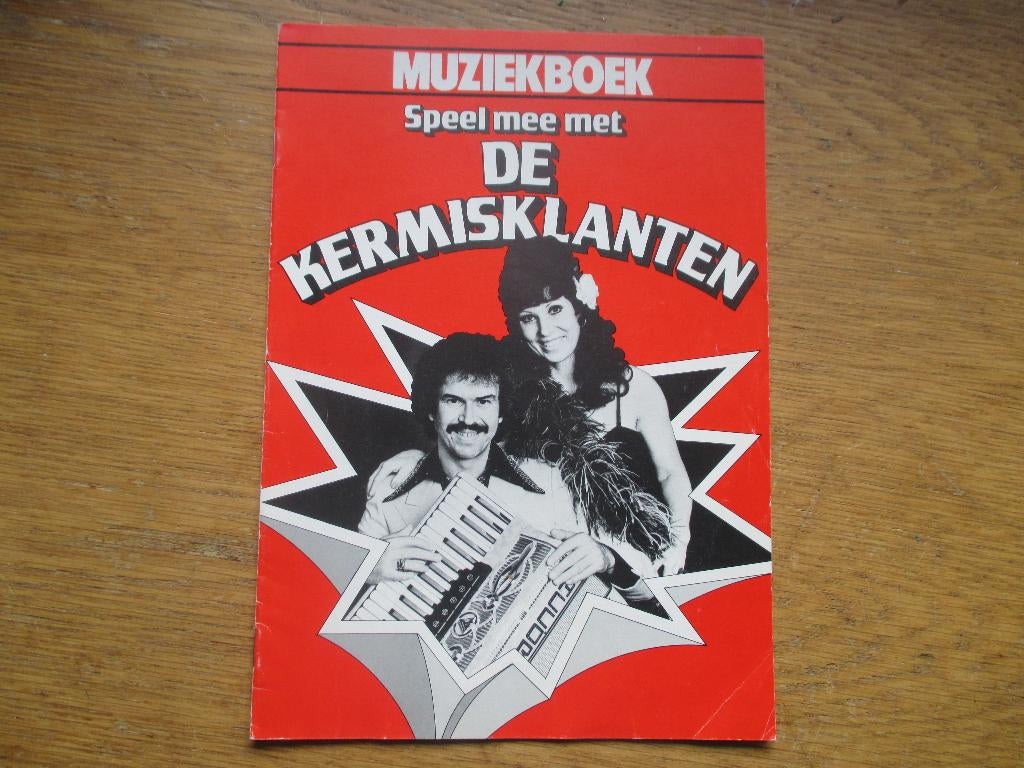 MUZIEKBOEK
Speel mee met
DE
KERMISKLANTEN